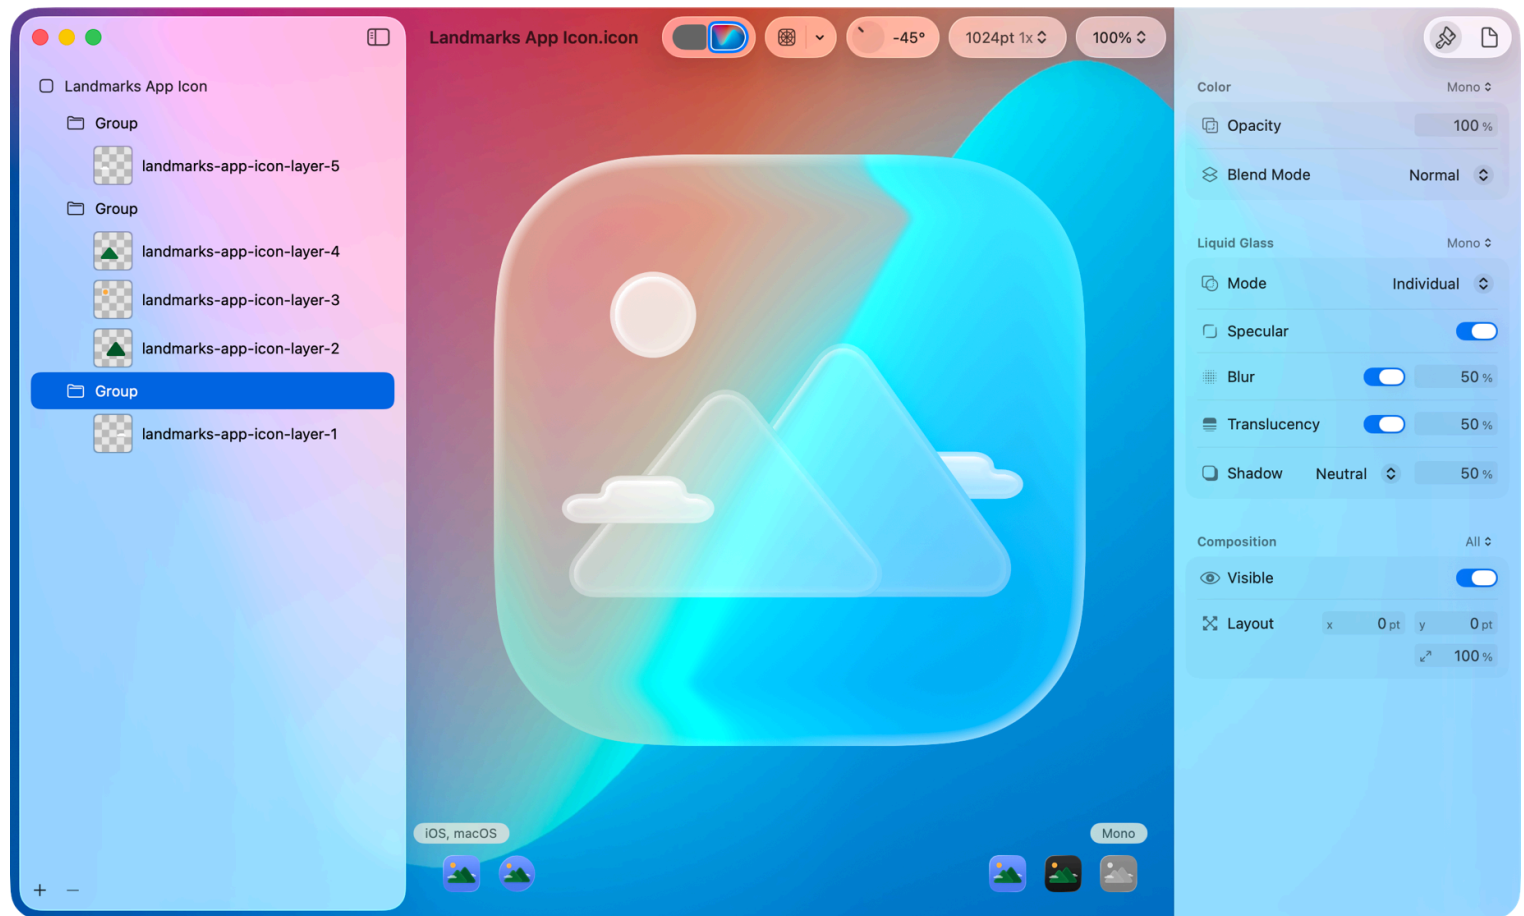 Landmarks App Icon.icon
-45°
1024pt 1x
100%
Landmarks App Icon
Group
landmarks-app-icon-layer-5
Group
landmarks-app-icon-layer-4
landmarks-app-icon-layer-3
landmarks-app-icon-layer-2
Group
landmarks-app-icon-layer-1
iOS, macOS
Mono
Color Mono
Opacity 100 %
Blend Mode Normal
Liquid Glass Mono
Mode Individual
Specular
Blur 50 %
Translucency 50 %
Shadow Neutral 50 %
Composition All
Visible
Layout x 0 pt y 0 pt
100 %